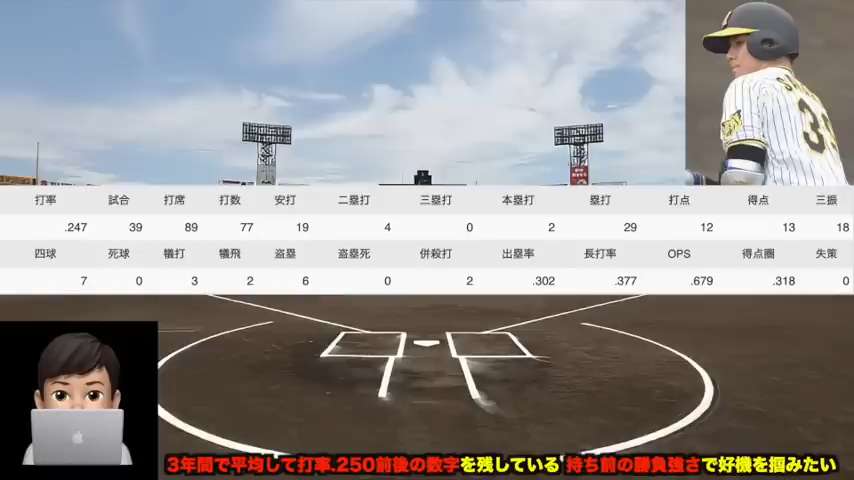 打率 試合 打席 打数 安打 二塁打 三塁打 本塁打 塁打 打点 得点 三振
.247 39 89 77 19 4 0 2 29 12 13 18
四球 死球 犠打 犠飛 盗塁 盗塁死 併殺打 出塁率 長打率 OPS 得点圏 失策
7 0 3 2 6 0 2 .302 .377 .679 .318 0
3年間で平均して打率.250前後の数字を残している 持ち前の勝負強さで好機を掴みたい